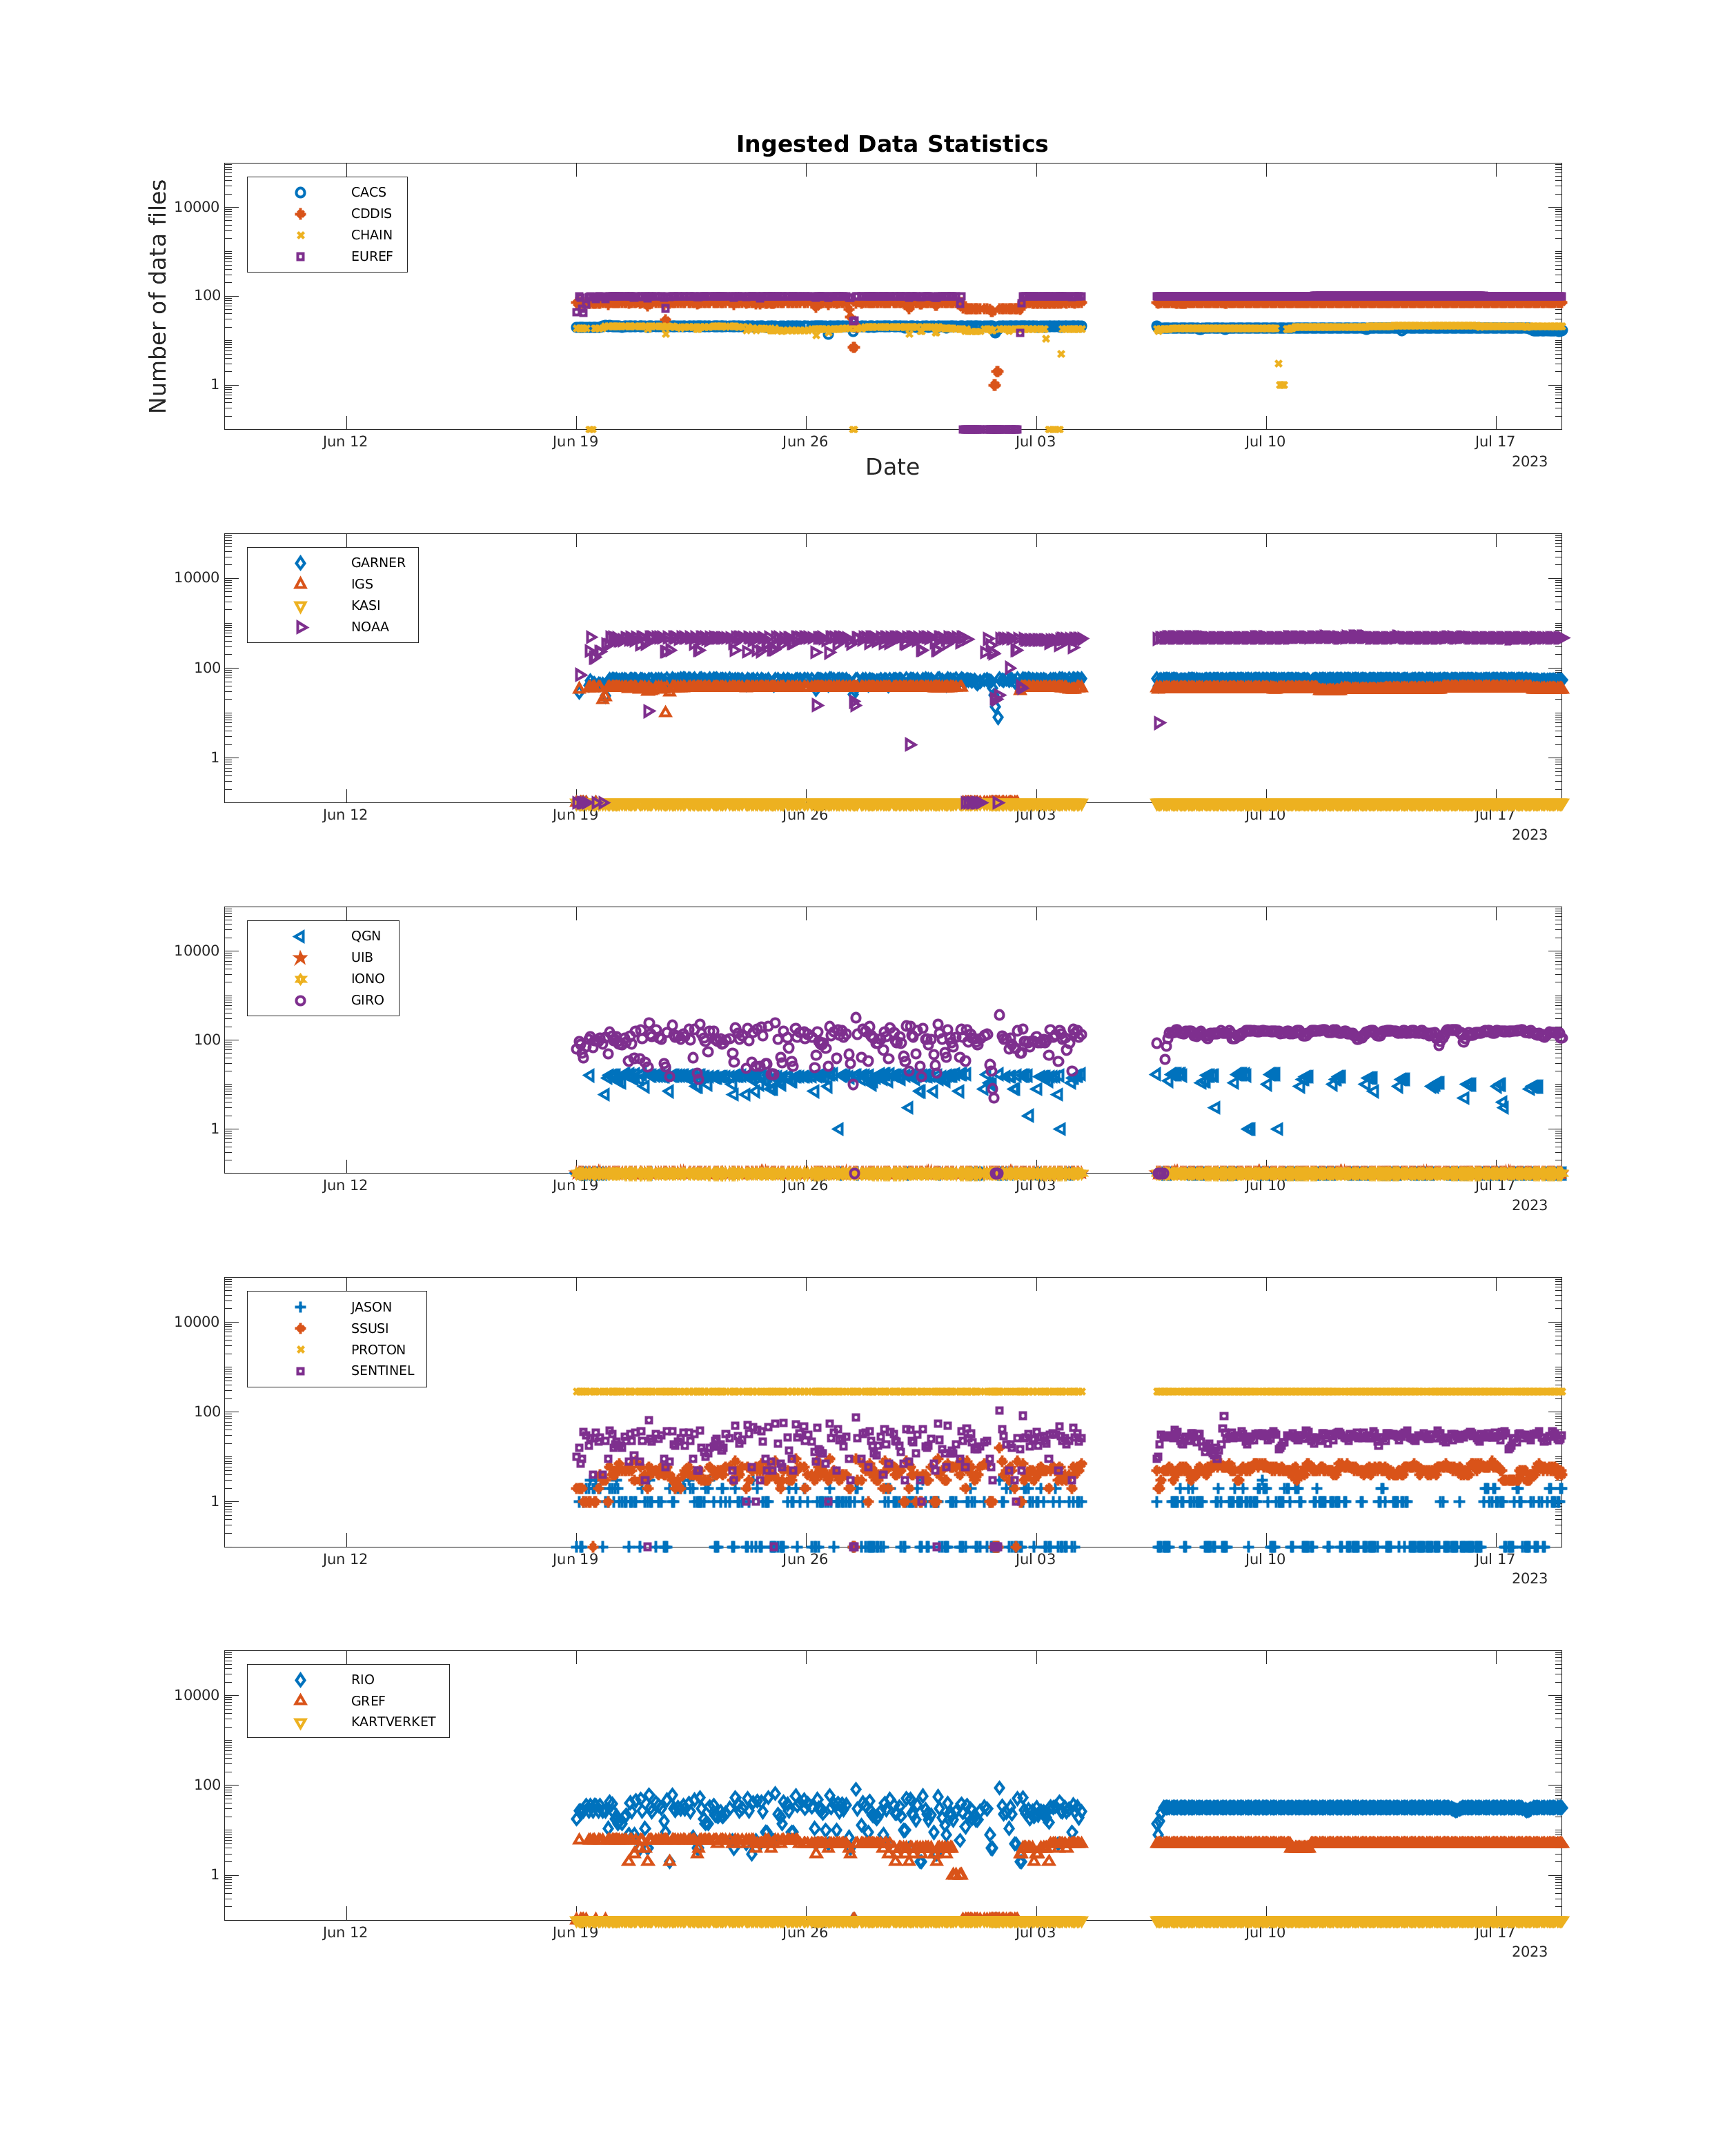 Ingested Data Statistics
Number of data files
CACS
CDDIS
CHAIN
EUREF
10000
100
1
Jun 12 Jun 19 Jun 26 Jul 03 Jul 10 Jul 17
2023
Date
GARNER
IGS
KASI
NOAA
10000
100
1
Jun 12 Jun 19 Jun 26 Jul 03 Jul 10 Jul 17
2023
QGN
UIB
IONO
GIRO
10000
100
1
Jun 12 Jun 19 Jun 26 Jul 03 Jul 10 Jul 17
2023
JASON
SSUSI
PROTON
SENTINEL
10000
100
1
Jun 12 Jun 19 Jun 26 Jul 03 Jul 10 Jul 17
2023
RIO
GREF
KARTVERKET
10000
100
1
Jun 12 Jun 19 Jun 26 Jul 03 Jul 10 Jul 17
2023